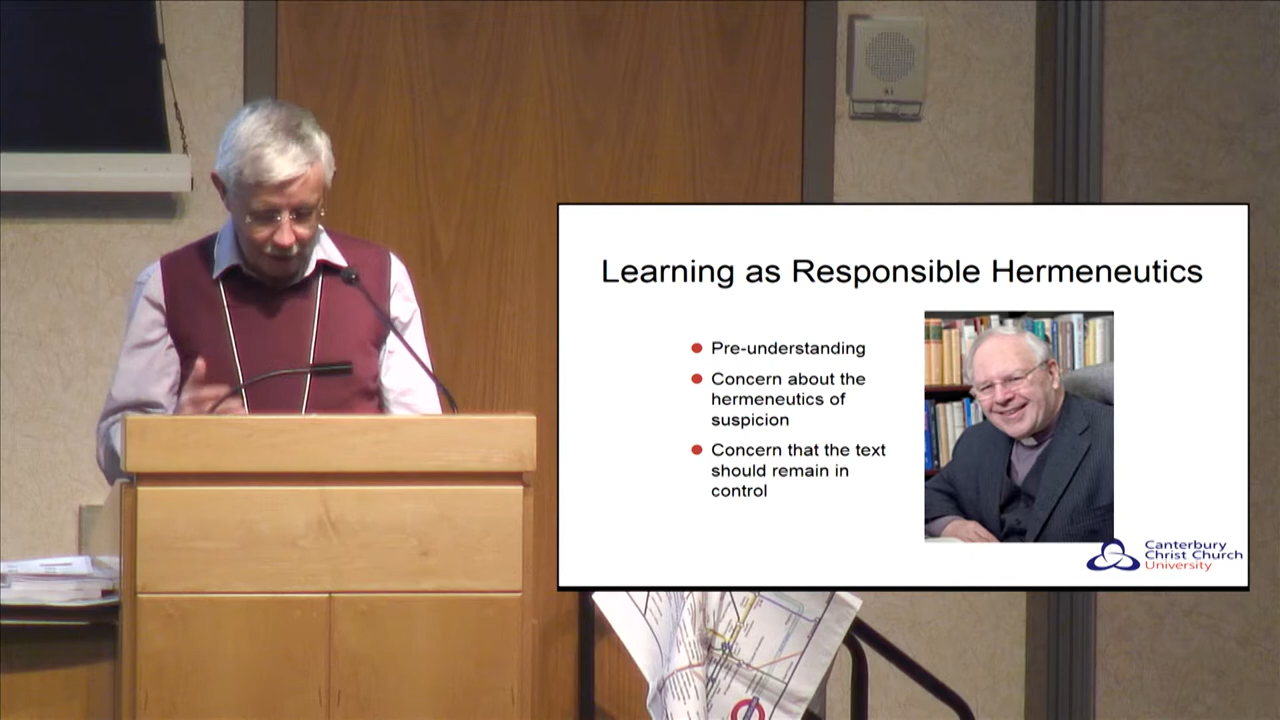 Learning as Responsible Hermeneutics
Pre-understanding
Concern about the
hermeneutics of
suspicion
Concern that the text
should remain in
control
Canterbury
Christ Church
University